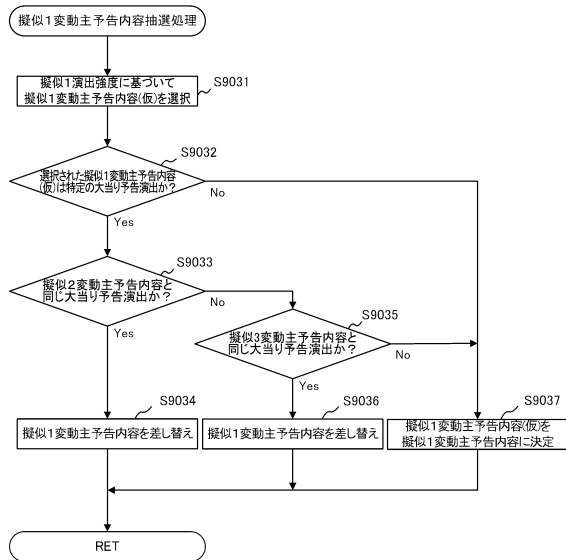 擬似1変動主予告内容抽選処理
擬似1演出強度に基づいて
擬似1変動主予告内容(仮)を選択
S9031
S9032
選択された擬似1変動主予告内容
(仮)は特定の大当り予告演出か？
No
Yes
S9033
擬似2変動主予告内容と
同じ大当り予告演出か？
No
Yes
S9035
擬似3変動主予告内容と
同じ大当り予告演出か？
No
Yes
S9034
擬似1変動主予告内容を差し替え
S9036
擬似1変動主予告内容を差し替え
S9037
擬似1変動主予告内容(仮)を
擬似1変動主予告内容に決定
RET